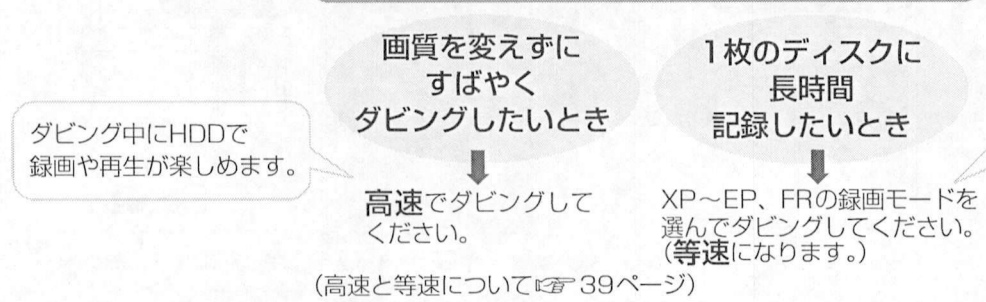 画質を変えずに
すばやく
ダビングしたいとき
1枚のディスクに
長時間
記録したいとき
ダビング中にHDDで
録画や再生が楽しめます。
高速でダビングして
ください。
XP～EP、FRの録画モードを
選んでダビングしてください。
(等速になります。)
(高速と等速について☞39ページ)